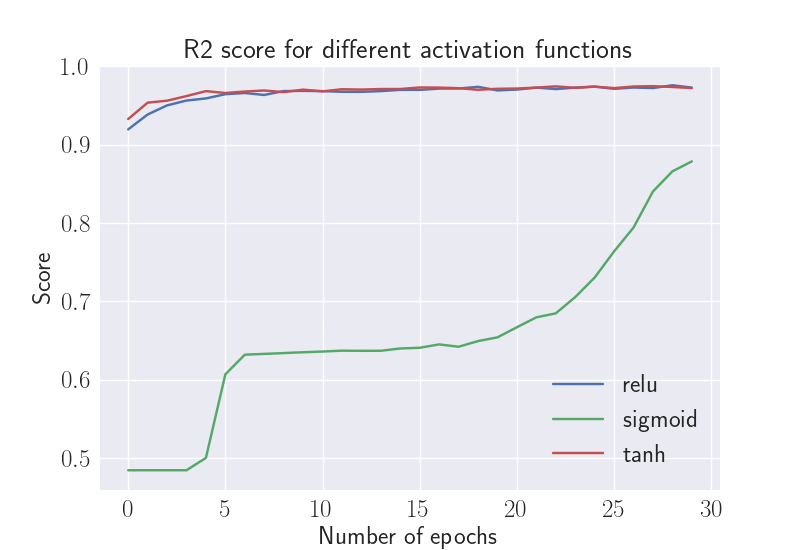 R2 score for different activation functions
1.0
0.9
0.8
0.7
0.6
0.5
Score
relu
sigmoid
tanh
0 5 10 15 20 25 30
Number of epochs